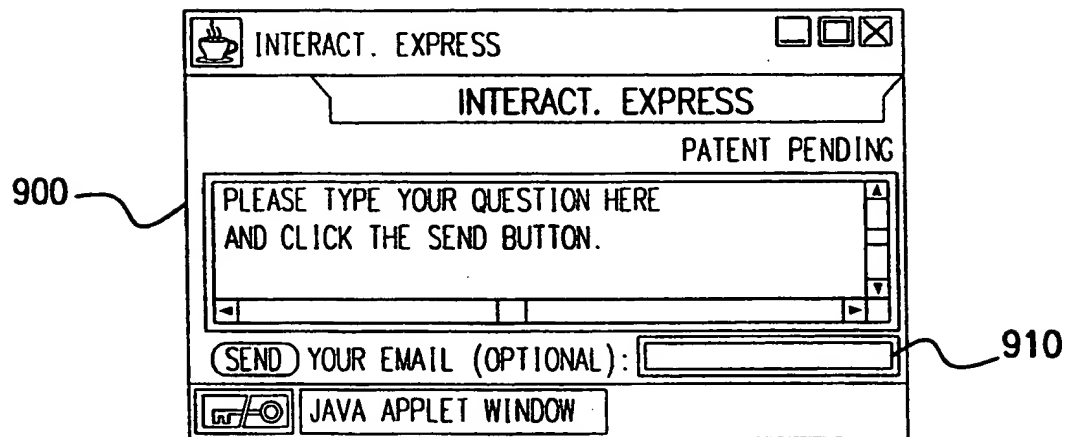 INTERACT. EXPRESS
INTERACT. EXPRESS
PATENT PENDING
900
PLEASE TYPE YOUR QUESTION HERE
AND CLICK THE SEND BUTTON.
SEND YOUR EMAIL (OPTIONAL):
910
JAVA APPLET WINDOW